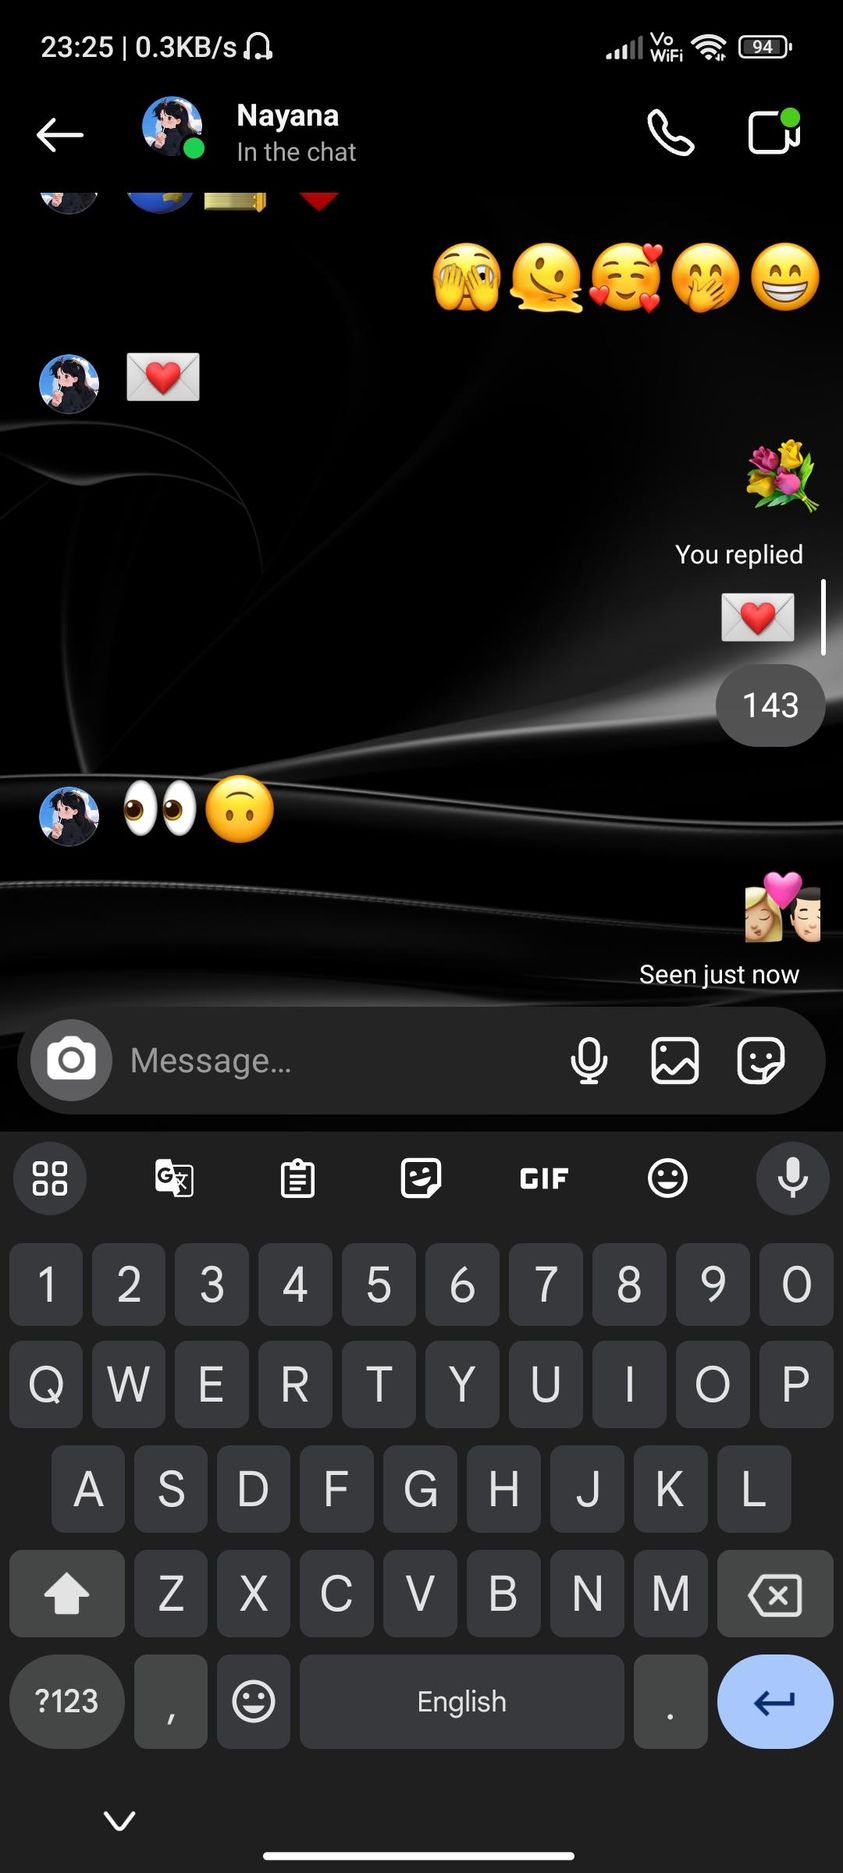 23:25 | 0.3KB/s
Vo
WiFi
94
Nayana
In the chat
You replied
143
Seen just now
Message...
GIF
1 2 3 4 5 6 7 8 9 0
Q W E R T Y U I O P
A S D F G H J K L
Z X C V B N M
?123 , English .